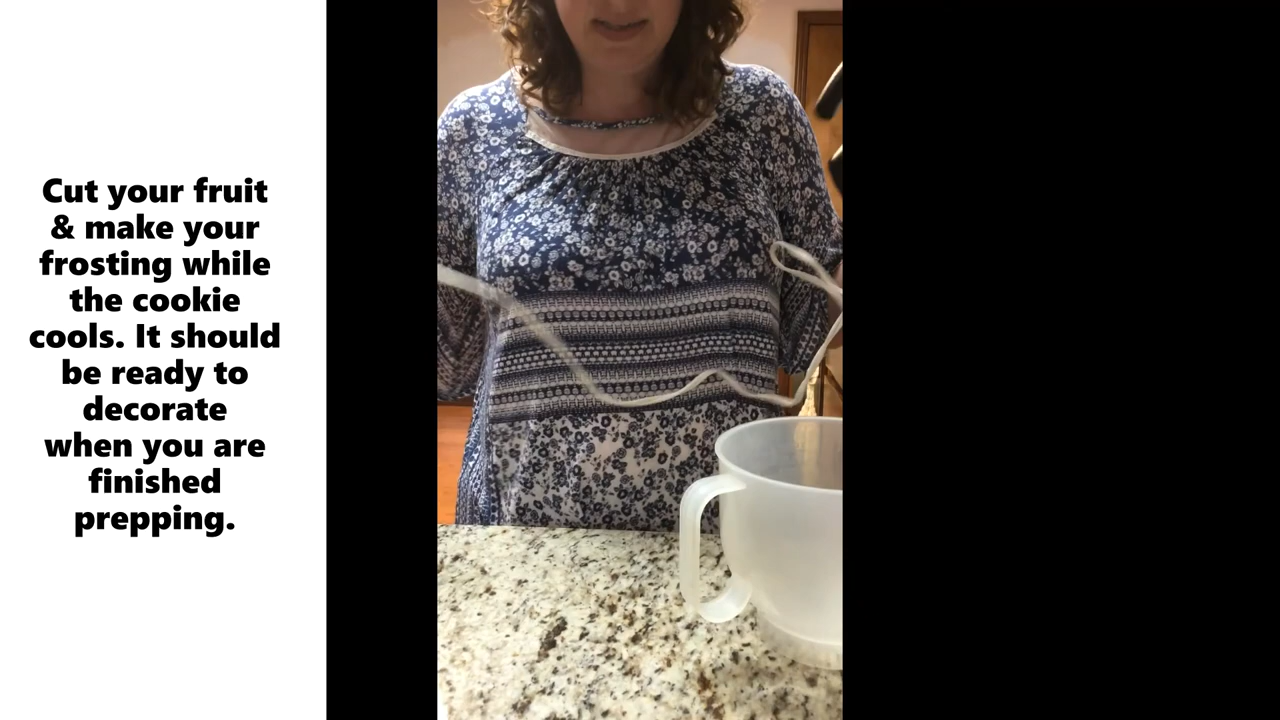 Cut your fruit
& make your
frosting while
the cookie
cools. It should
be ready to
decorate
when you are
finished
prepping.